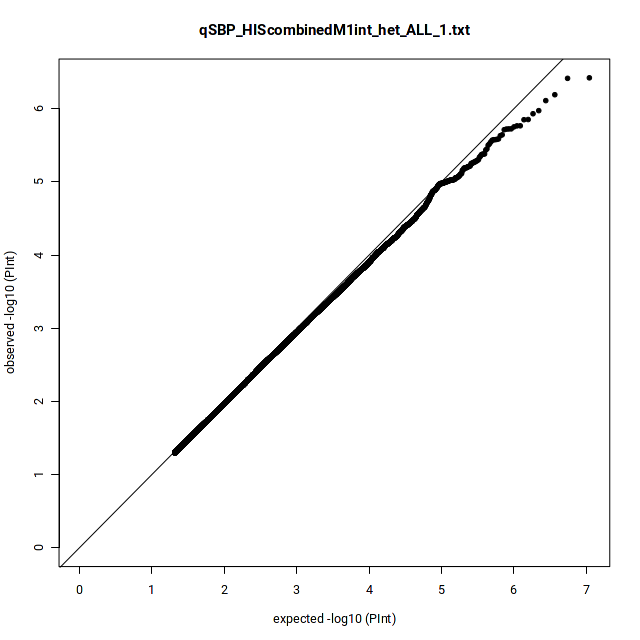 qSBP_HIScombinedM1int_het_ALL_1.txt
observed -log10 (PInt)
6
5
4
3
2
1
0
0 1 2 3 4 5 6 7
expected -log10 (PInt)